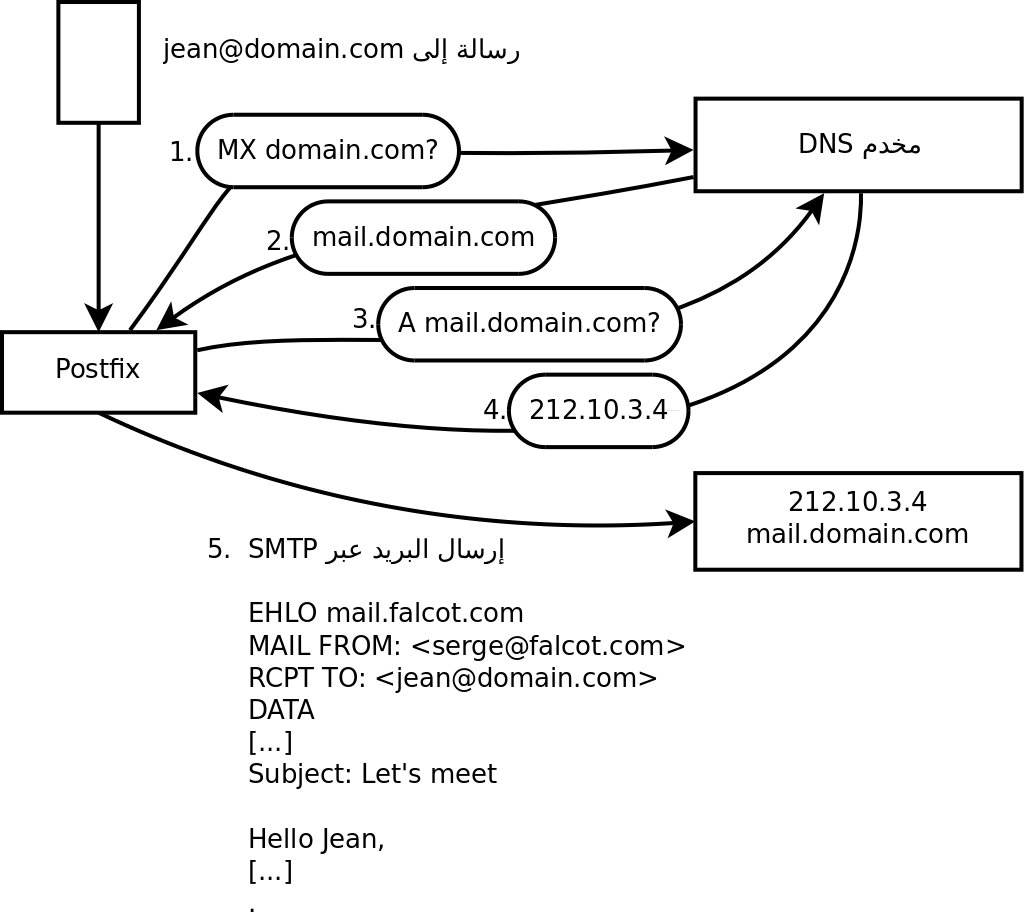 رسالة إلى jean@domain.com
1. MX domain.com?
مخدم DNS
2. mail.domain.com
3. A mail.domain.com?
Postfix
4. 212.10.3.4
212.10.3.4
mail.domain.com
5. إرسال البريد عبر SMTP
EHLO mail.falcot.com
MAIL FROM: <serge@falcot.com>
RCPT TO: <jean@domain.com>
DATA
[...]
Subject: Let's meet
Hello Jean,
[...]
.